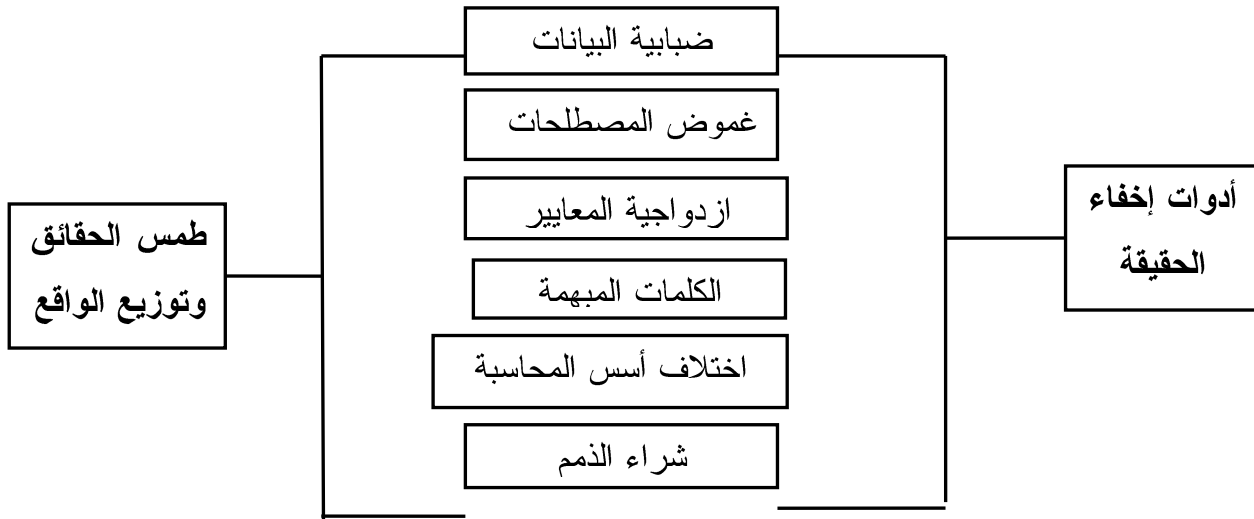 أدوات إخفاء
الحقيقة
ضبابية البيانات
غموض المصطلحات
ازدواجية المعايير
الكلمات المبهمة
اختلاف أسس المحاسبة
شراء الذمم
طمس الحقائق
وتوزيع الواقع